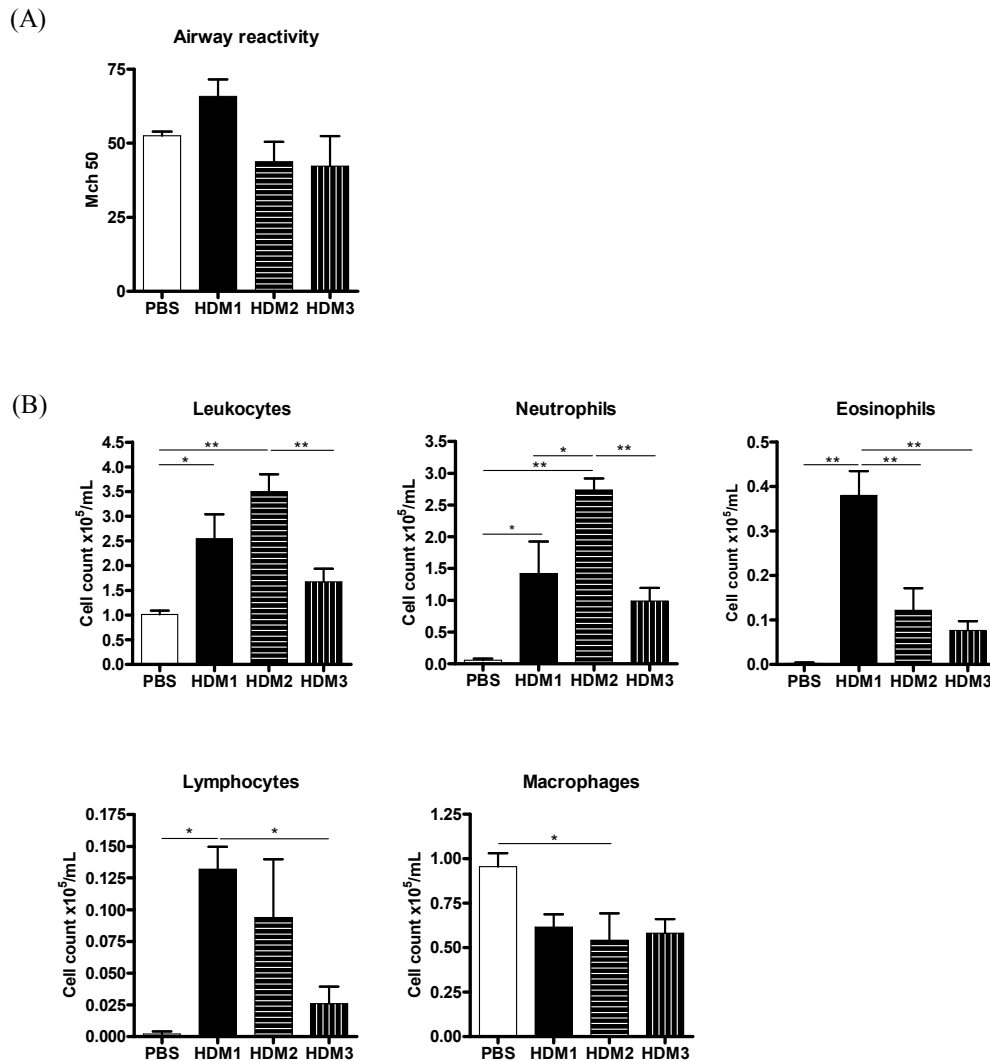 (A)
Airway reactivity
Mch 50
75
50
25
0
PBS HDM1 HDM2 HDM3
(B)
Leukocytes
Cell count x10⁵/mL
4.5
4.0
3.5
3.0
2.5
2.0
1.5
1.0
0.5
0.0
**
*
**
PBS HDM1 HDM2 HDM3
Neutrophils
Cell count x10⁵/mL
3.5
3.0
2.5
2.0
1.5
1.0
0.5
0.0
*
**
**
*
PBS HDM1 HDM2 HDM3
Eosinophils
Cell count x10⁵/mL
0.5
0.4
0.3
0.2
0.1
0.0
**
**
**
PBS HDM1 HDM2 HDM3
Lymphocytes
Cell count x10⁵/mL
0.175
0.150
0.125
0.100
0.075
0.050
0.025
0.000
*
*
PBS HDM1 HDM2 HDM3
Macrophages
Cell count x10⁵/mL
1.25
1.00
0.75
0.50
0.25
0.00
*
PBS HDM1 HDM2 HDM3